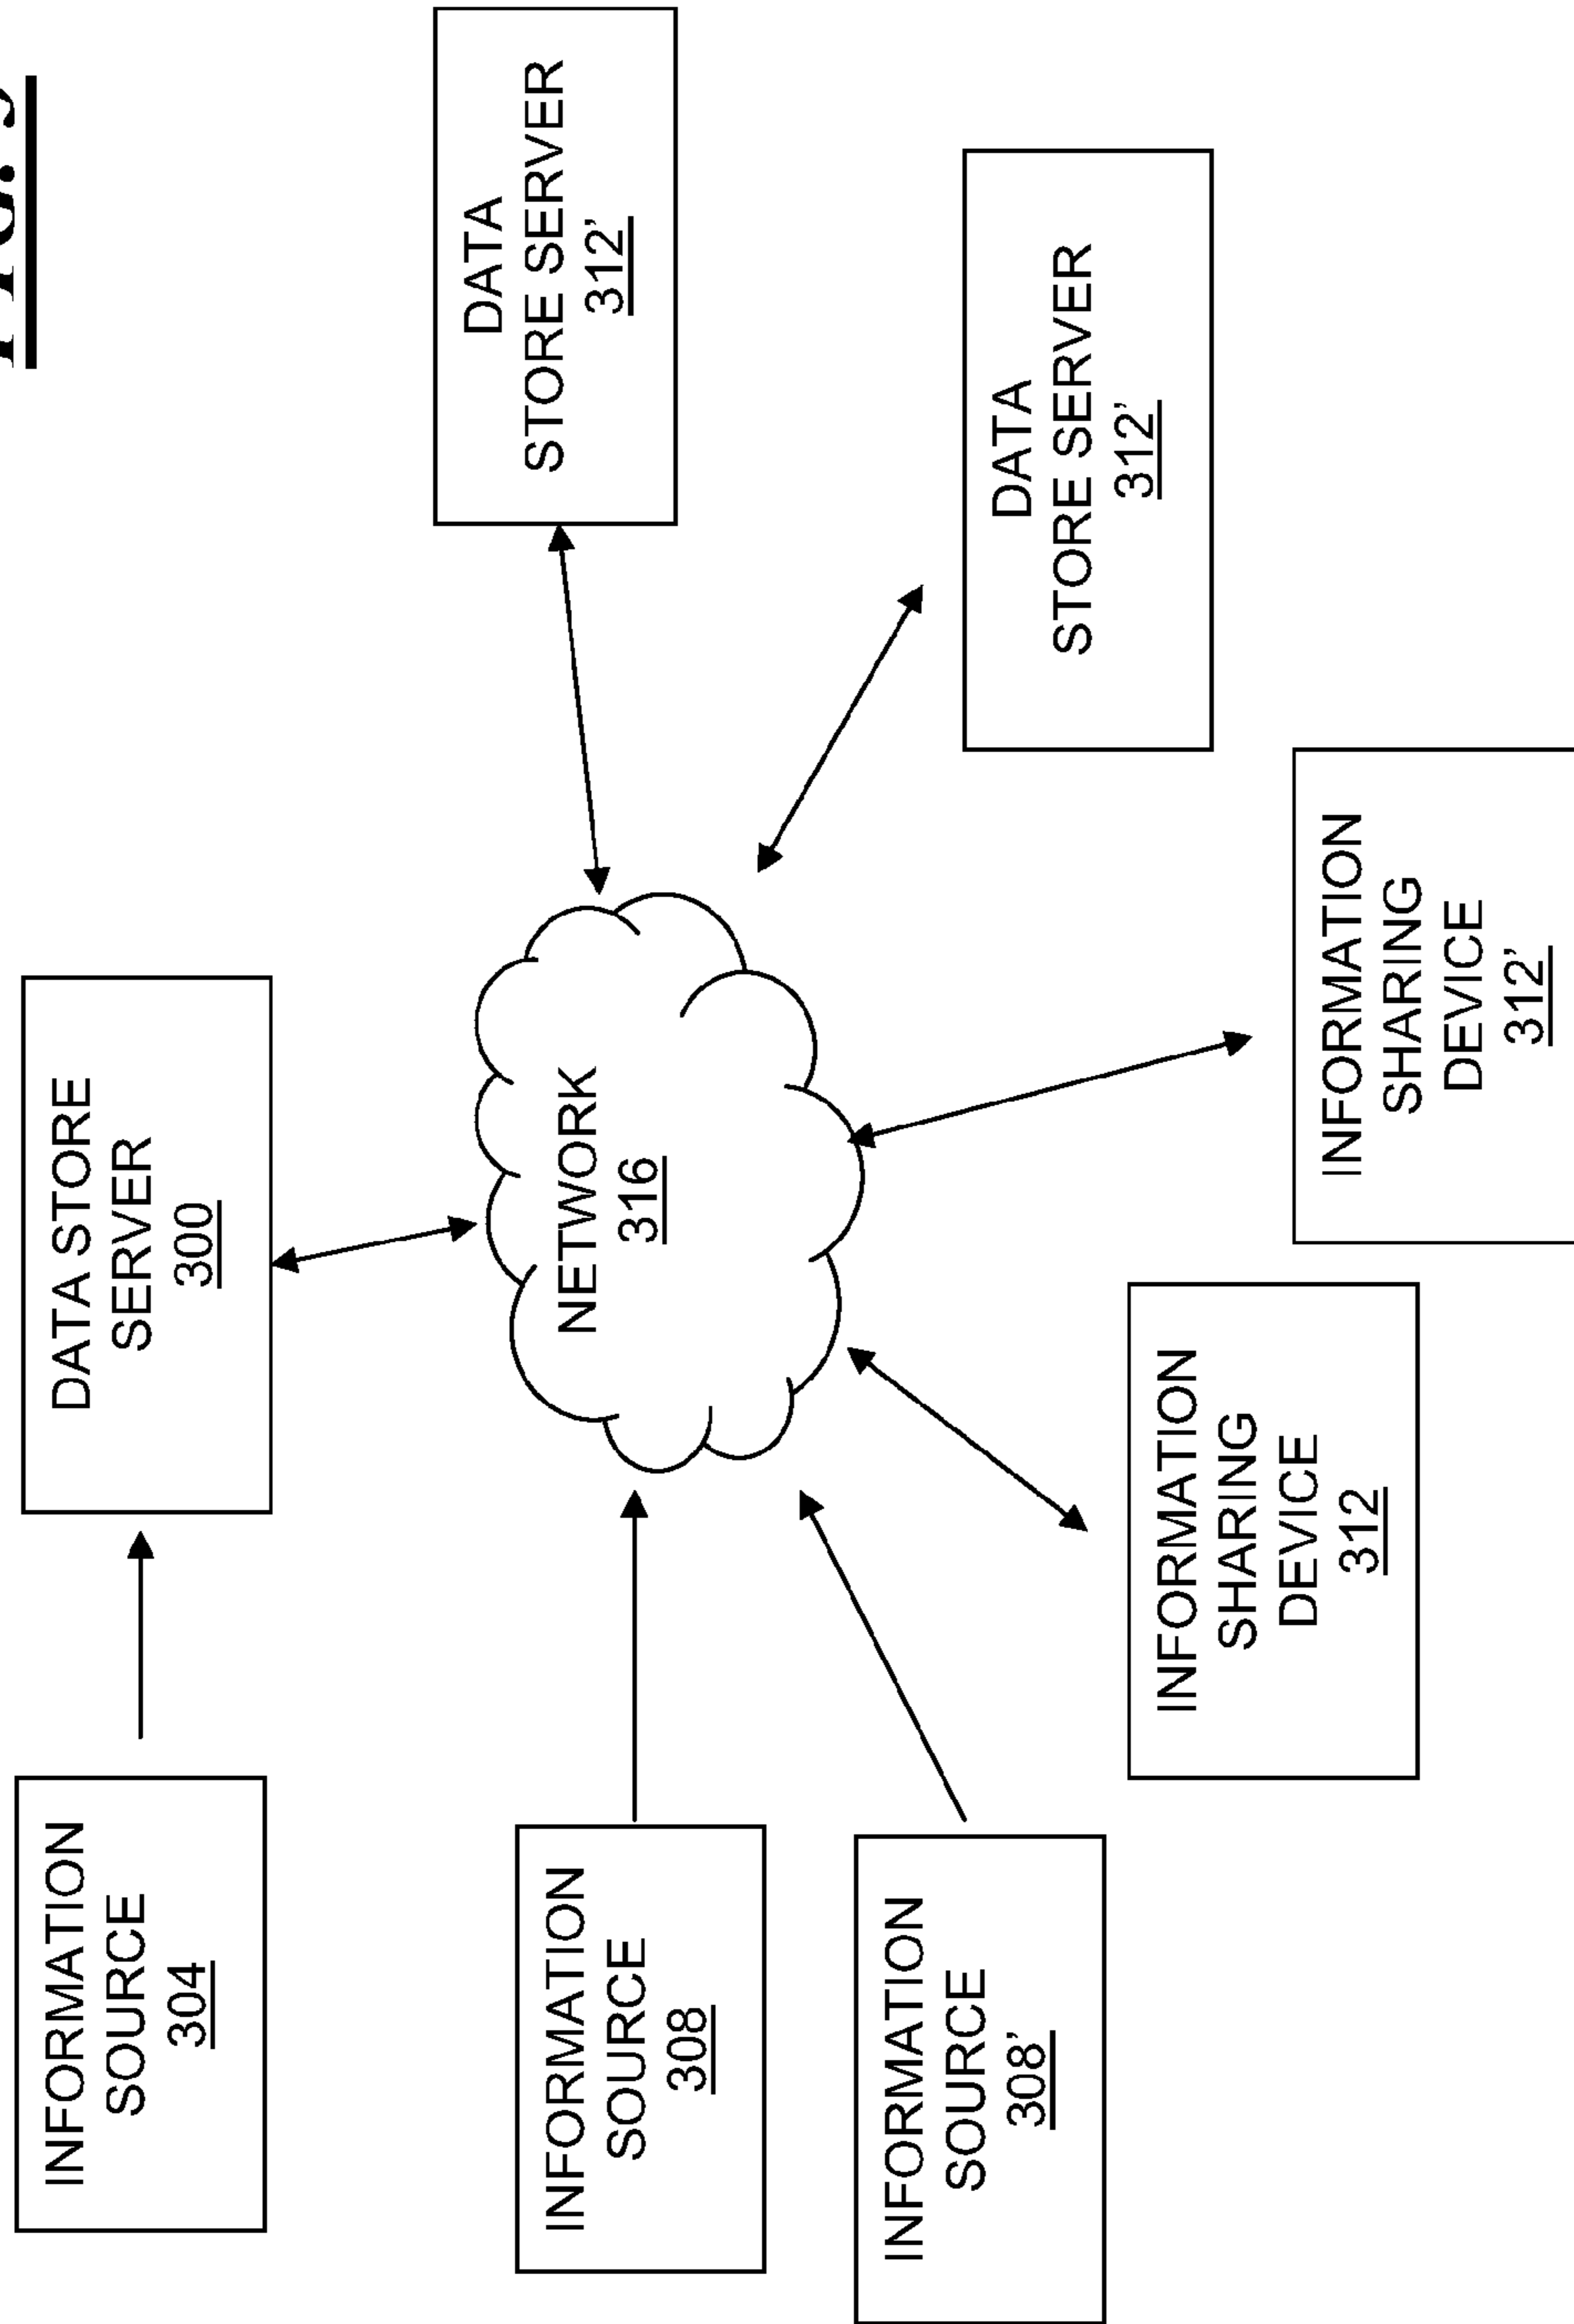 INFORMATION
SOURCE
304
DATA STORE
SERVER
300
INFORMATION
SOURCE
308
NETWORK
316
DATA
STORE SERVER
312'
INFORMATION
SOURCE
308'
DATA
STORE SERVER
312'
INFORMATION
SHARING
DEVICE
312
INFORMATION
SHARING
DEVICE
312'